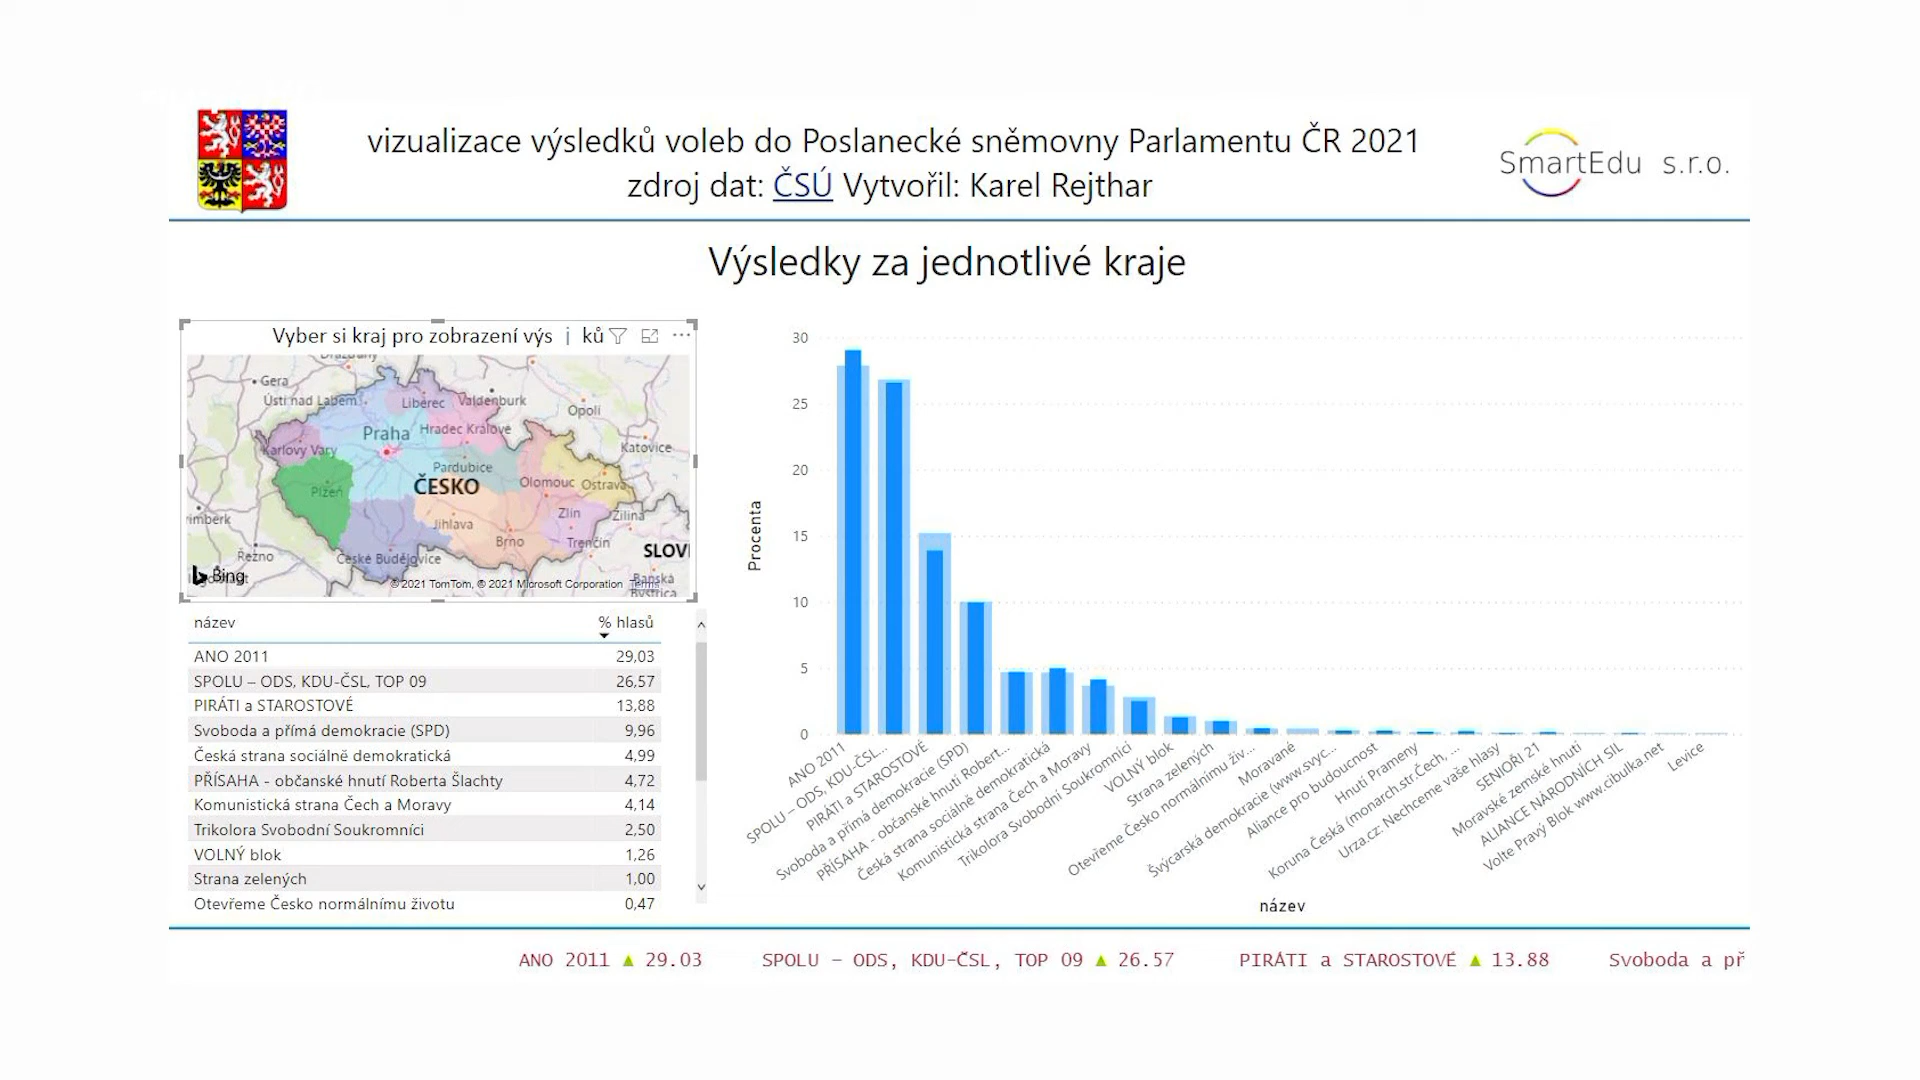 vizualizace výsledků voleb do Poslanecké sněmovny Parlamentu ČR 2021
zdroj dat: ČSÚ Vytvořil: Karel Rejthar
SmartEdu s.r.o.
Výsledky za jednotlivé kraje
Vyber si kraj pro zobrazení výs ků
Gera
Ústí nad Labem
Liberec
Valdenburk
Opolí
Praha
Hradec Králove
Katovice
Karlovy Vary
Pardubice
ČESKO
Olomouc
Ostrava
Plzeň
Jihlava
Zlín
Žilina
Brno
Trenčín
Řezno
České Budějovice
SLOV
Banská
Bystrica
Bing
© 2021 TomTom, © 2021 Microsoft Corporation Terms
název % hlasů
ANO 2011 29,03
SPOLU – ODS, KDU-ČSL, TOP 09 26,57
PIRÁTI a STAROSTOVÉ 13,88
Svoboda a přímá demokracie (SPD) 9,96
Česká strana sociálně demokratická 4,99
PŘÍSAHA - občanské hnutí Roberta Šlachty 4,72
Komunistická strana Čech a Moravy 4,14
Trikolora Svobodní Soukromníci 2,50
VOLNÝ blok 1,26
Strana zelených 1,00
Otevřeme Česko normálnímu životu 0,47
Procenta
30
25
20
15
10
5
0
ANO 2011
SPOLU – ODS, KDU-ČSL...
PIRÁTI a STAROSTOVÉ
Svoboda a přímá demokracie (SPD)
PŘÍSAHA - občanské hnutí Robert...
Česká strana sociálně demokratická
Komunistická strana Čech a Moravy
Trikolora Svobodní Soukromníci
VOLNÝ blok
Strana zelených
Otevřeme Česko normálnímu živ...
Moravané
Švýcarská demokracie (www.svyc...
Aliance pro budoucnost
Hnutí Prameny
Koruna Česká (monarch.str.Čech, ...
Urza.cz: Nechceme vaše hlasy
SENIOŘI 21
Moravské zemské hnutí
ALIANCE NÁRODNÍCH SIL
Volte Pravý Blok www.cibulka.net
Levice
název
ANO 2011 ▲ 29.03 SPOLU – ODS, KDU-ČSL, TOP 09 ▲ 26.57 PIRÁTI a STAROSTOVÉ ▲ 13.88 Svoboda a př